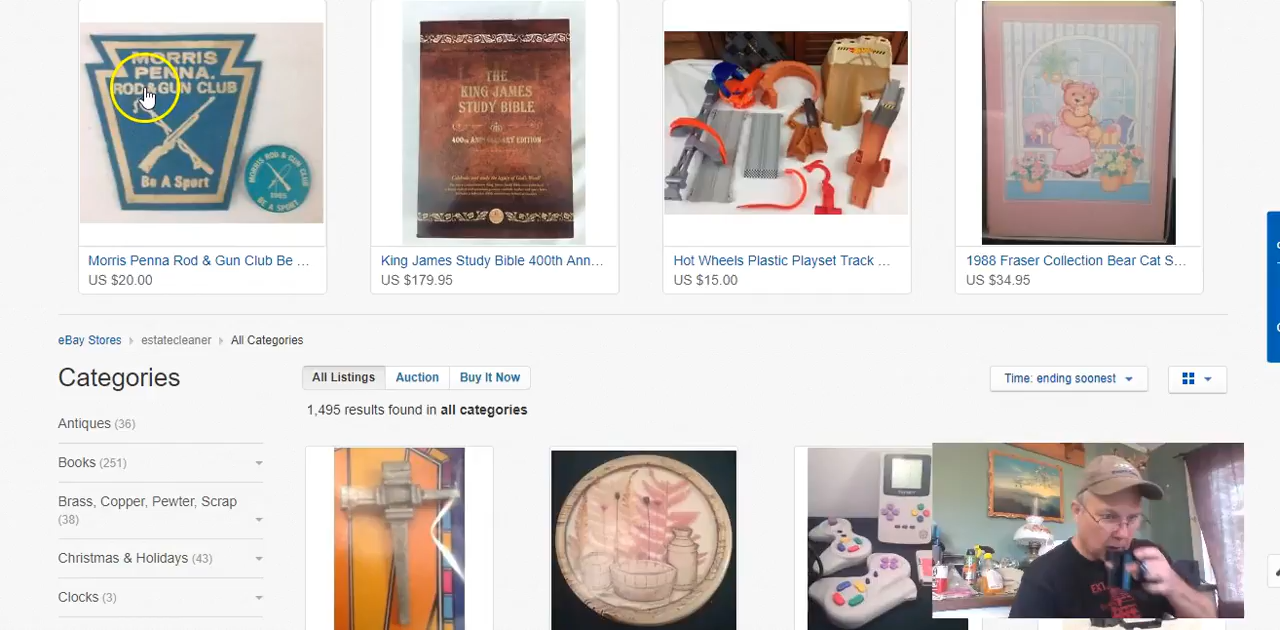 MORRIS
PENNA.
ROD & GUN CLUB
Be A Sport
MORRIS ROD & GUN CLUB
BE A SPORT
THE
KING JAMES
STUDY BIBLE
400th ANNIVERSARY EDITION
Morris Penna Rod & Gun Club Be ...
US $20.00
King James Study Bible 400th Ann...
US $179.95
Hot Wheels Plastic Playset Track ...
US $15.00
1988 Fraser Collection Bear Cat S...
US $34.95
eBay Stores
estatecleaner
All Categories
Categories
All Listings
Auction
Buy It Now
Time: ending soonest
1,495 results found in all categories
Antiques (36)
Books (251)
Brass, Copper, Pewter, Scrap
(38)
Christmas & Holidays (43)
Clocks (3)